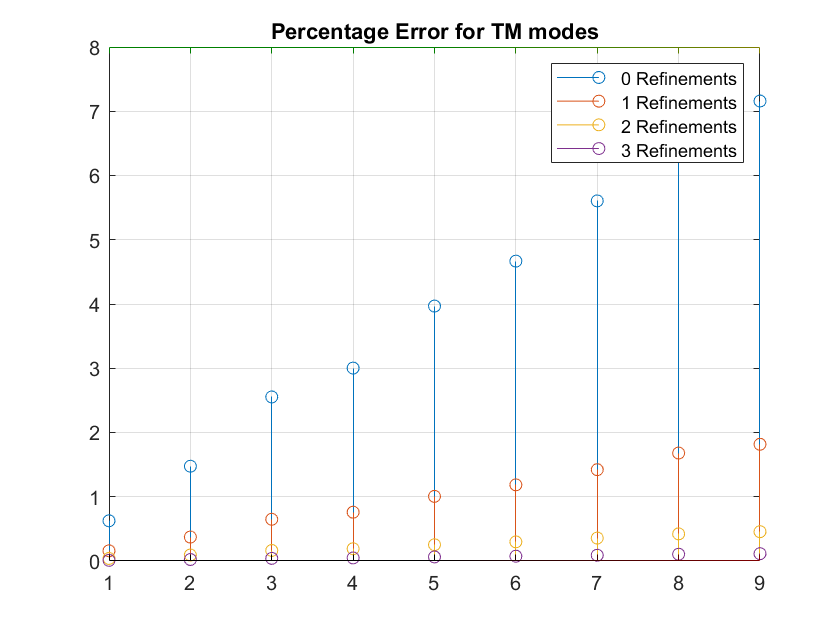 Percentage Error for TM modes
8
7
6
5
4
3
2
1
0
0 Refinements
1 Refinements
2 Refinements
3 Refinements
1 2 3 4 5 6 7 8 9